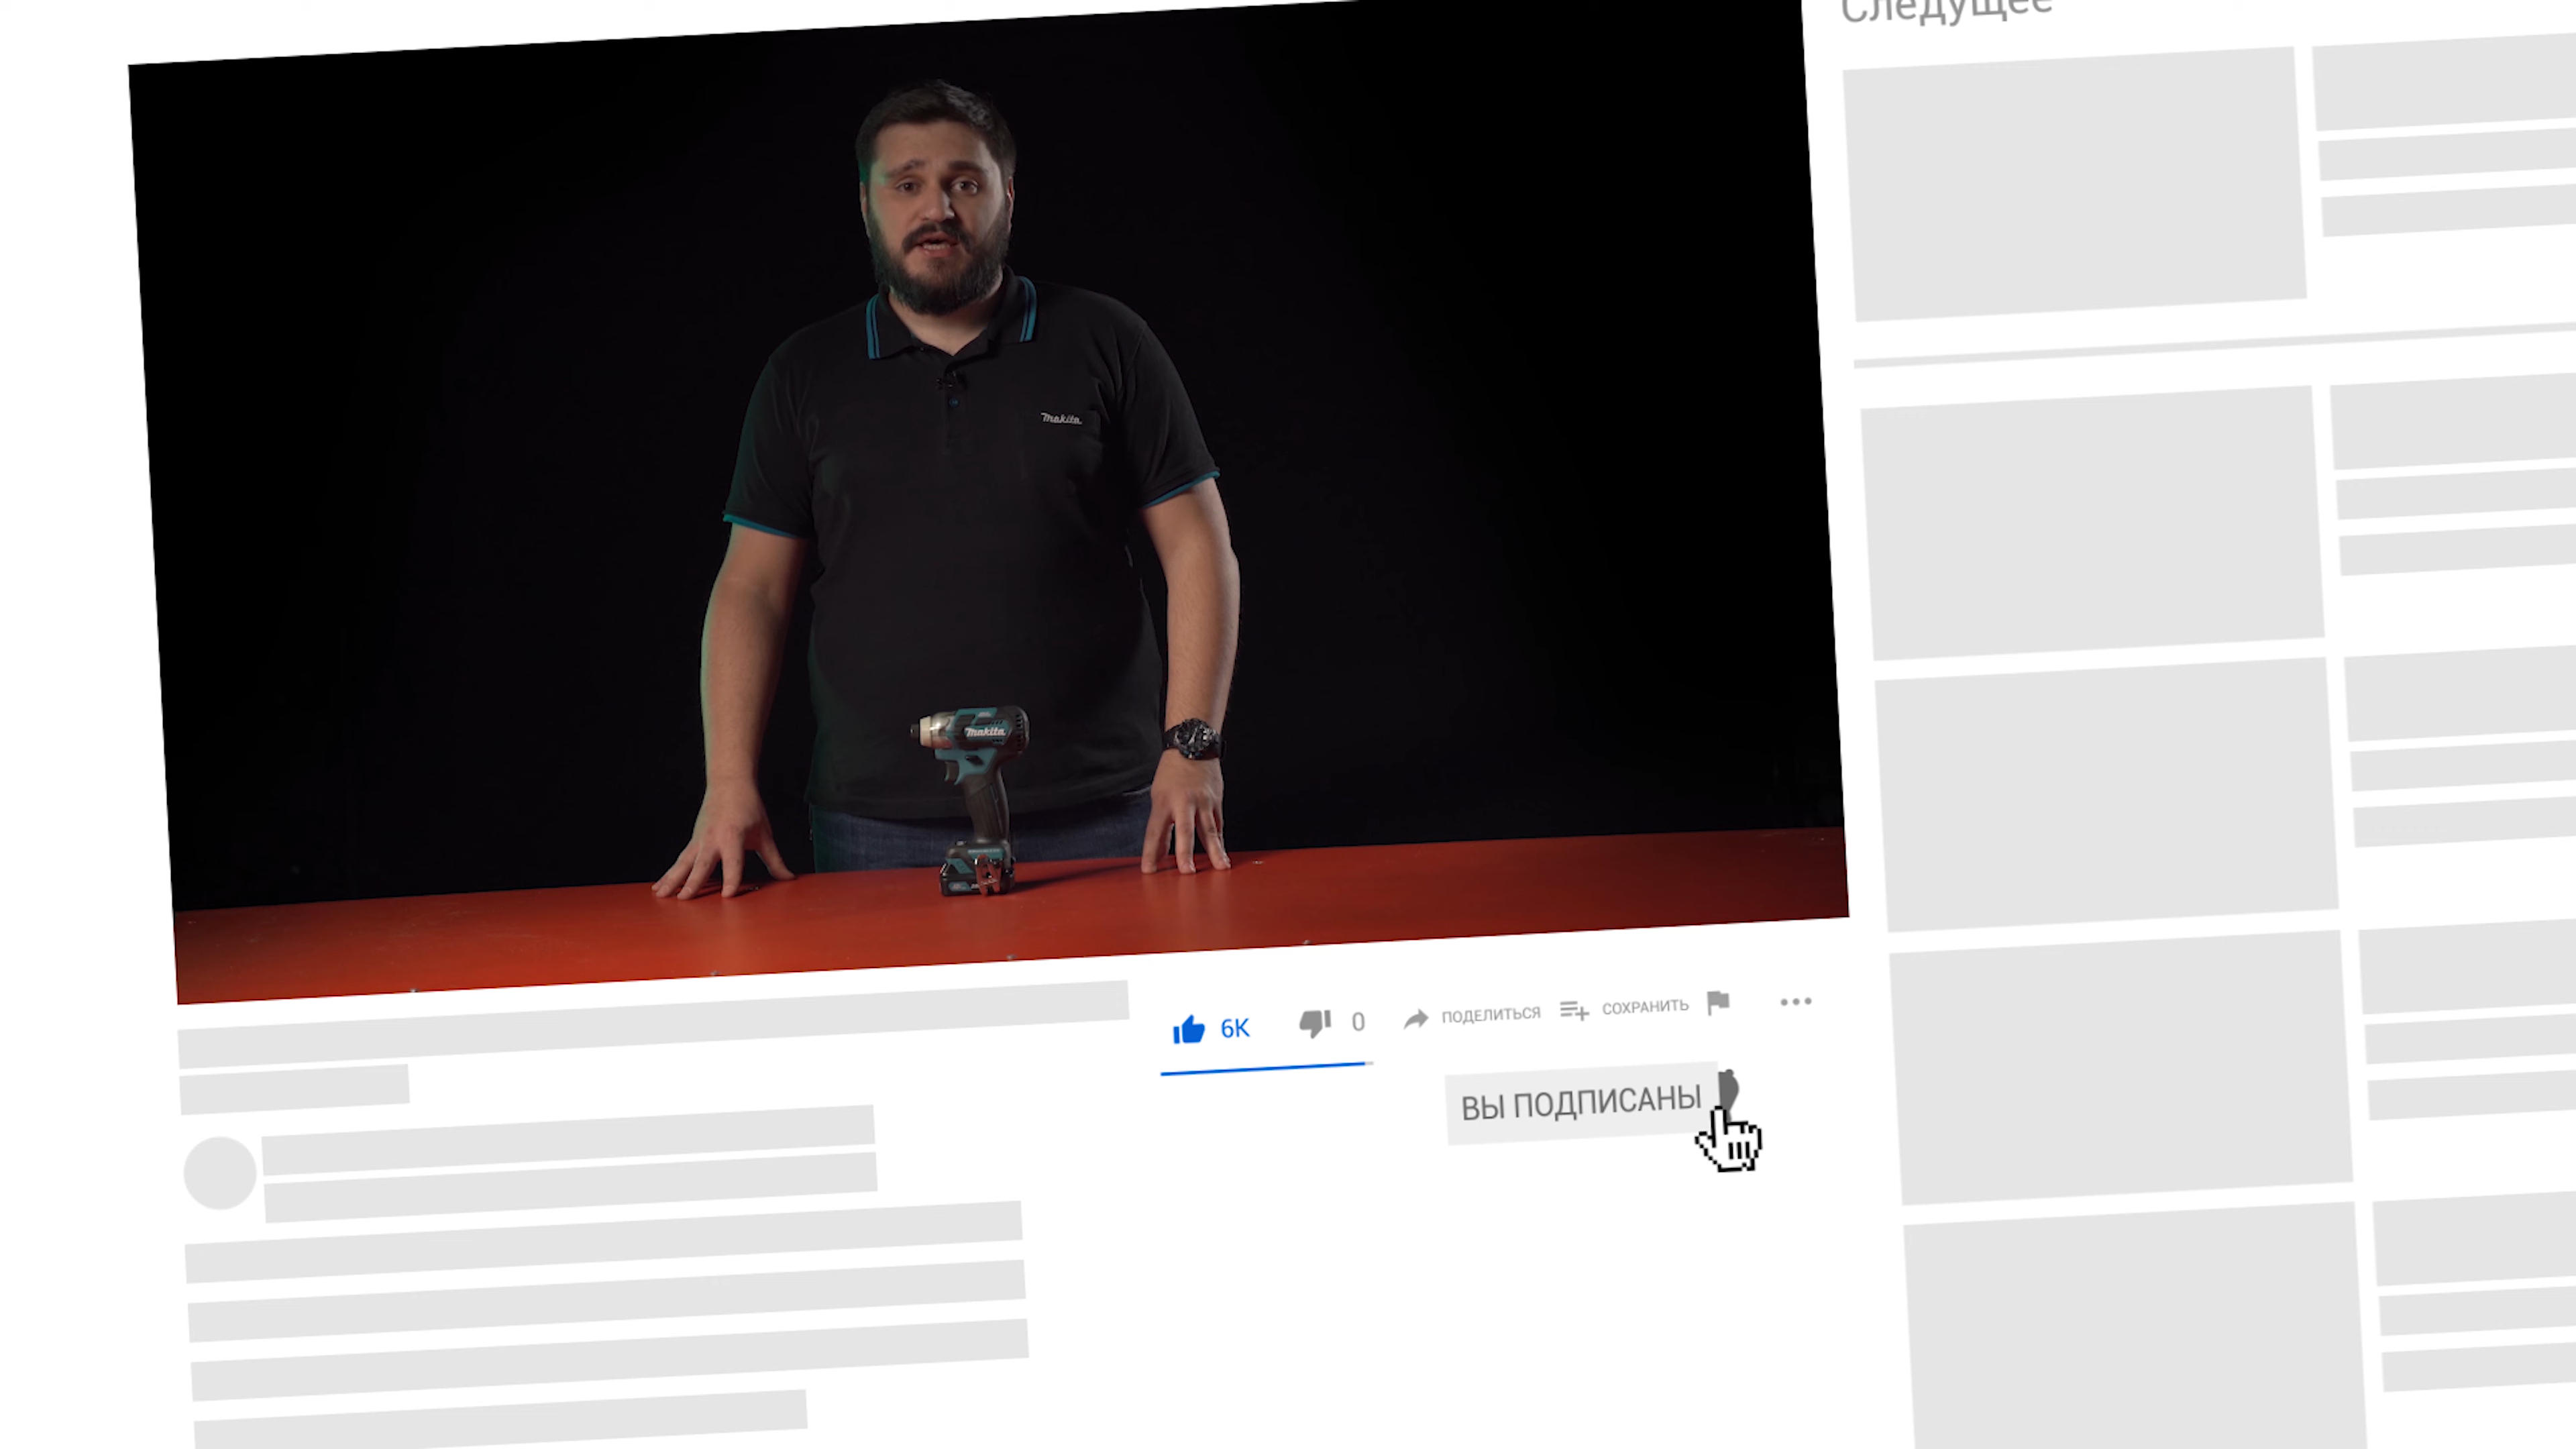 Следущее
makita
makita
6K
0
ПОДЕЛИТЬСЯ
СОХРАНИТЬ
ВЫ ПОДПИСАНЫ